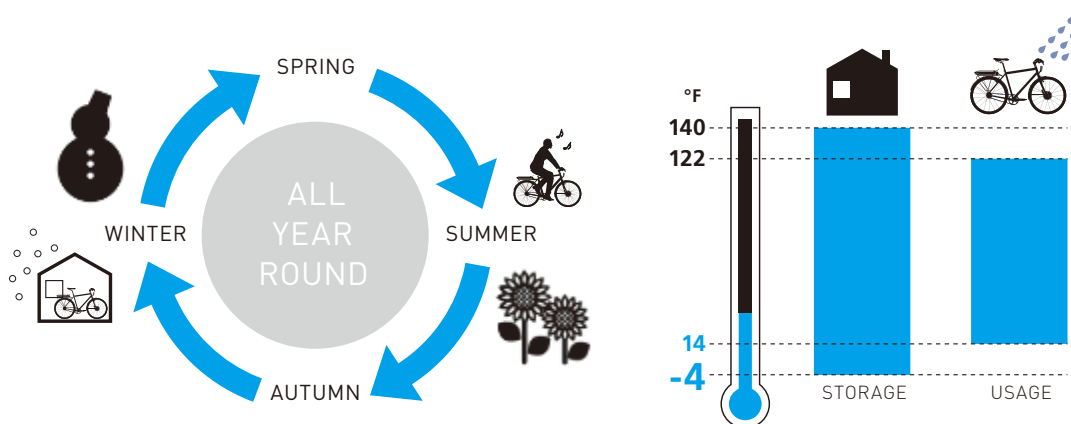 SPRING
ALL
YEAR
ROUND
WINTER
SUMMER
AUTUMN
°F
140
122
14
-4
STORAGE
USAGE